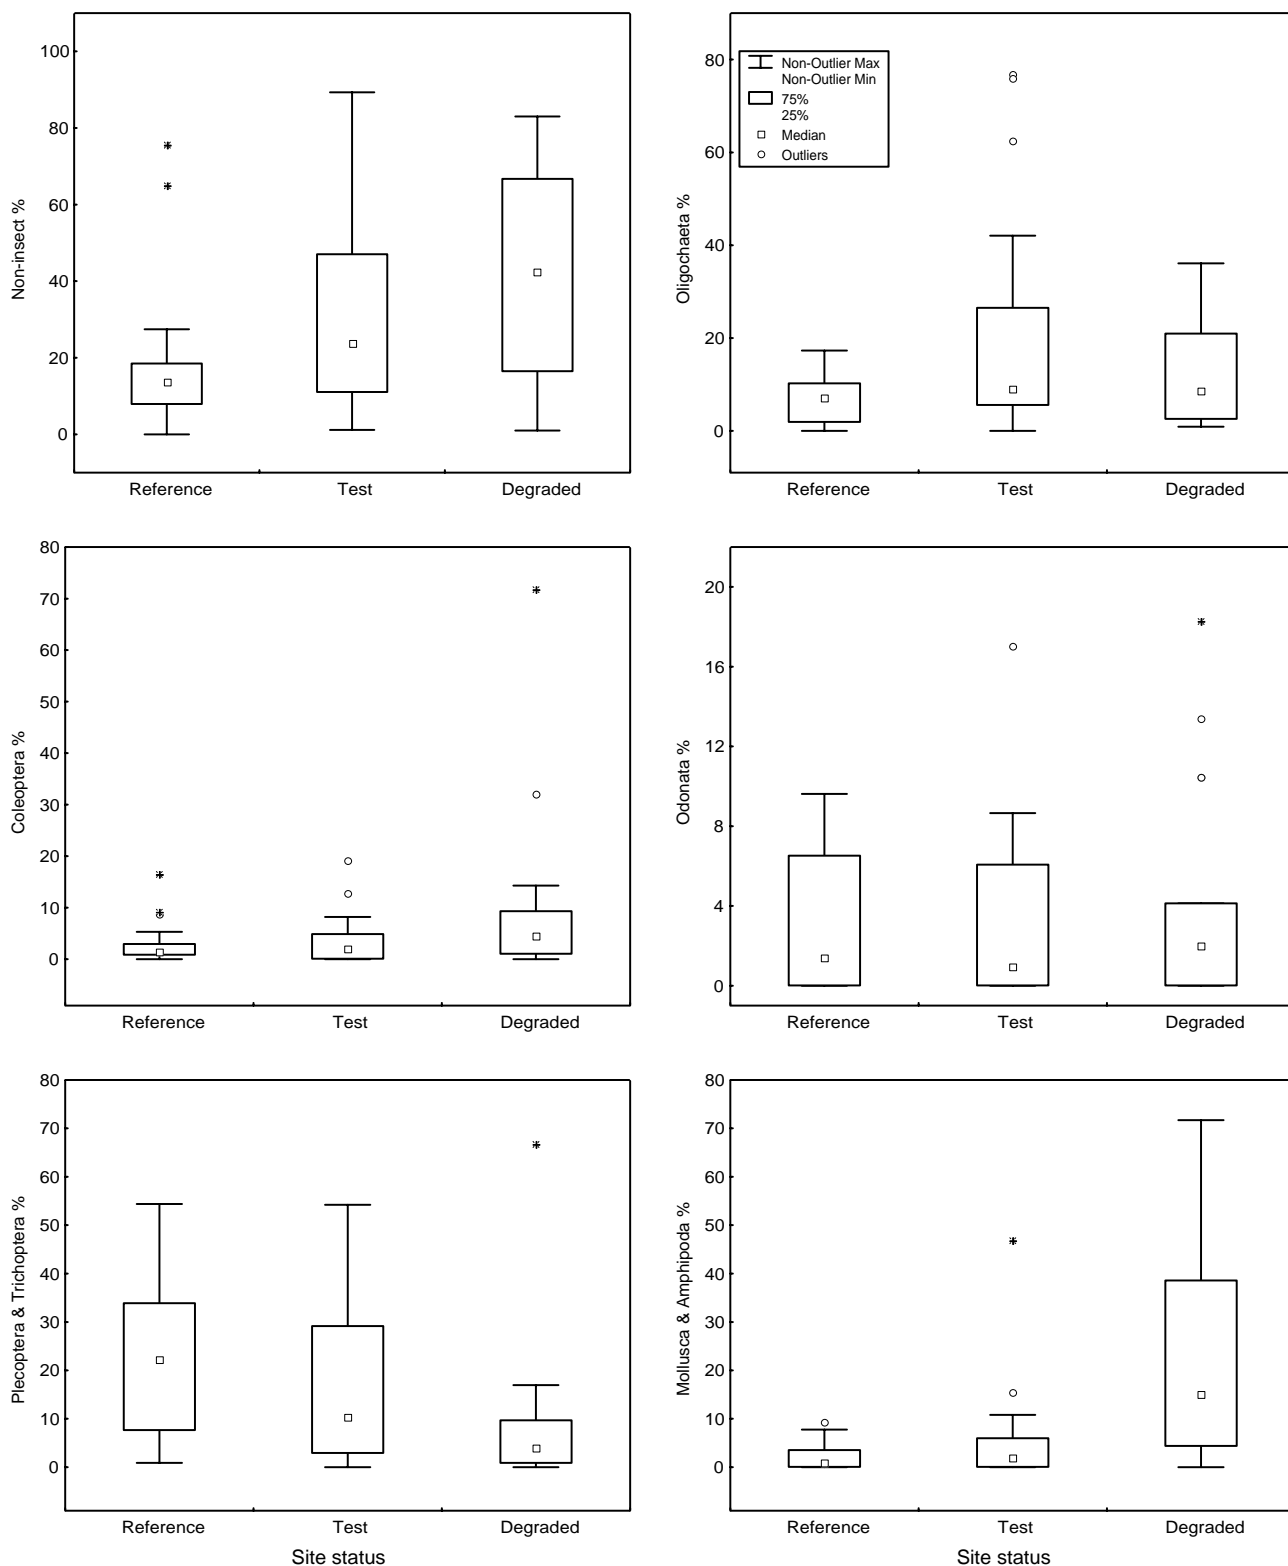 Non-insect %
100
80
60
40
20
0
Reference Test Degraded
Oligochaeta %
80
60
40
20
0
Non-Outlier Max
Non-Outlier Min
75%
25%
Median
Outliers
Reference Test Degraded
Coleoptera %
80
70
60
50
40
30
20
10
0
Reference Test Degraded
Odonata %
20
16
12
8
4
0
Reference Test Degraded
Plecoptera & Trichoptera %
80
70
60
50
40
30
20
10
0
Reference Test Degraded
Site status
Mollusca & Amphipoda %
80
70
60
50
40
30
20
10
0
Reference Test Degraded
Site status